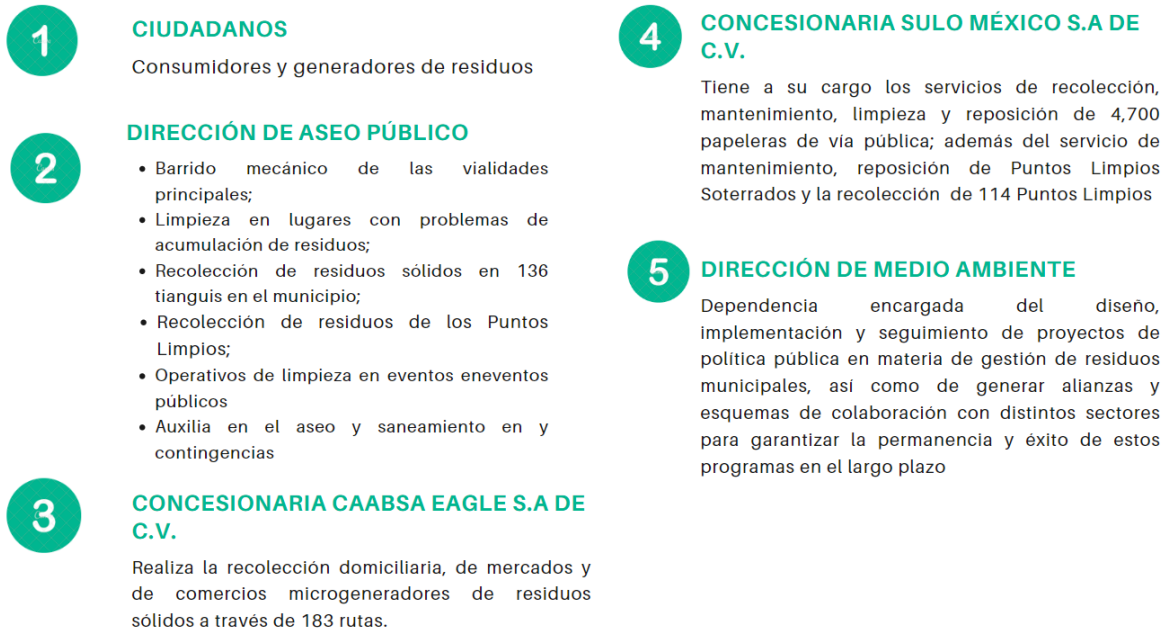 1
CIUDADANOS
Consumidores y generadores de residuos
2
DIRECCIÓN DE ASEO PÚBLICO
• Barrido mecánico de las vialidades
principales;
• Limpieza en lugares con problemas de
acumulación de residuos;
• Recolección de residuos sólidos en 136
tianguis en el municipio;
• Recolección de residuos de los Puntos
Limpios;
• Operativos de limpieza en eventos eneventos
públicos
• Auxilia en el aseo y saneamiento en y
contingencias
3
CONCESIONARIA CAABSA EAGLE S.A DE
C.V.
Realiza la recolección domiciliaria, de mercados y
de comercios microgeneradores de residuos
sólidos a través de 183 rutas.
4
CONCESIONARIA SULO MÉXICO S.A DE
C.V.
Tiene a su cargo los servicios de recolección,
mantenimiento, limpieza y reposición de 4,700
papeleras de vía pública; además del servicio de
mantenimiento, reposición de Puntos Limpios
Soterrados y la recolección de 114 Puntos Limpios
5
DIRECCIÓN DE MEDIO AMBIENTE
Dependencia encargada del diseño,
implementación y seguimiento de proyectos de
política pública en materia de gestión de residuos
municipales, así como de generar alianzas y
esquemas de colaboración con distintos sectores
para garantizar la permanencia y éxito de estos
programas en el largo plazo